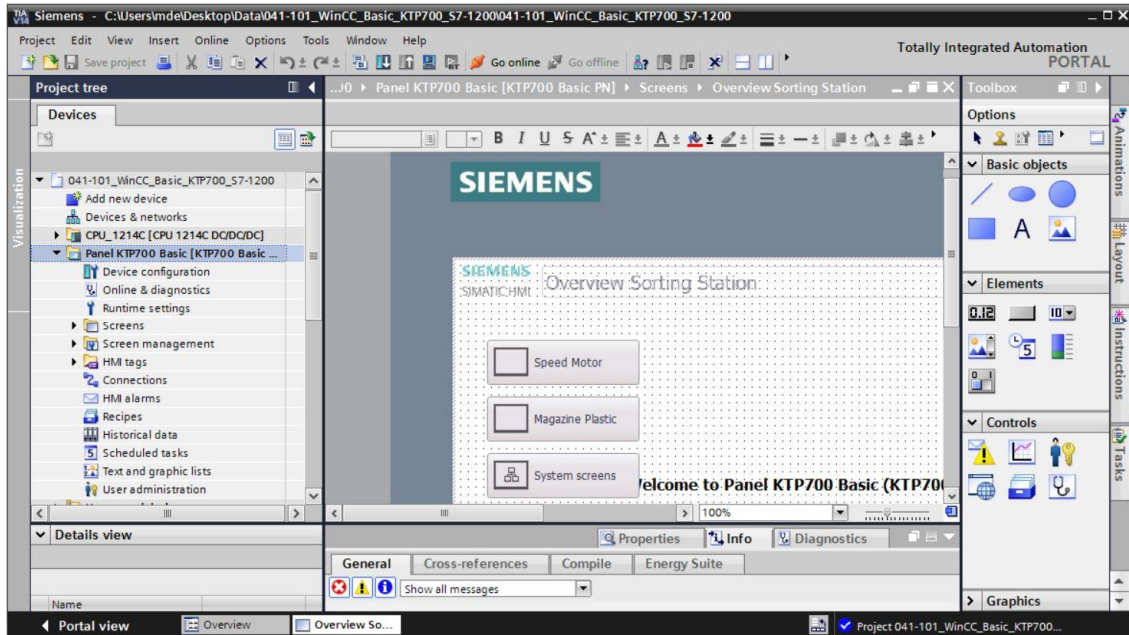 Siemens - C:\Users\mde\Desktop\Data\041-101_WinCC_Basic_KTP700_S7-1200\041-101_WinCC_Basic_KTP700_S7-1200
Project Edit View Insert Online Options Tools Window Help
Totally Integrated Automation
PORTAL
Save project
Go online
Go offline
Project tree
...00 ▸ Panel KTP700 Basic [KTP700 Basic PN] ▸ Screens ▸ Overview Sorting Station
Toolbox
Devices
Options
B I U S A
Visualization
041-101_WinCC_Basic_KTP700_S7-1200
Add new device
Devices & networks
CPU_1214C [CPU 1214C DC/DC/DC]
Panel KTP700 Basic [KTP700 Basic ...
Device configuration
Online & diagnostics
Runtime settings
Screens
Screen management
HMI tags
Connections
HMI alarms
Recipes
Historical data
Scheduled tasks
Text and graphic lists
User administration
SIEMENS
SIEMENS
SIMATIC HMI
Overview Sorting Station
Speed Motor
Magazine Plastic
System screens
elcome to Panel KTP700 Basic (KTP70
100%
Basic objects
A
Elements
0.12
10
5
0 1
Controls
Graphics
Animations
Layout
Instructions
Tasks
Details view
Name
Properties
Info
Diagnostics
General
Cross-references
Compile
Energy Suite
Show all messages
Portal view
Overview
Overview So...
Project 041-101_WinCC_Basic_KTP700...